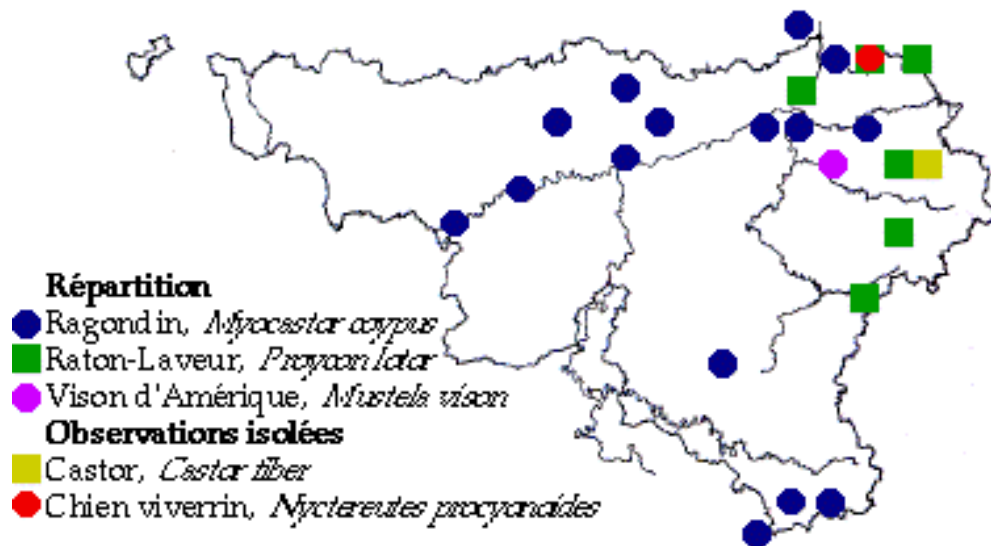 Répartition
Ragondin, Myocastor coypus
Raton-Laveur, Procyon lotor
Vison d'Amérique, Mustela vison
Observations isolées
Castor, Castor fiber
Chien viverrin, Nyctereutes procyonoides